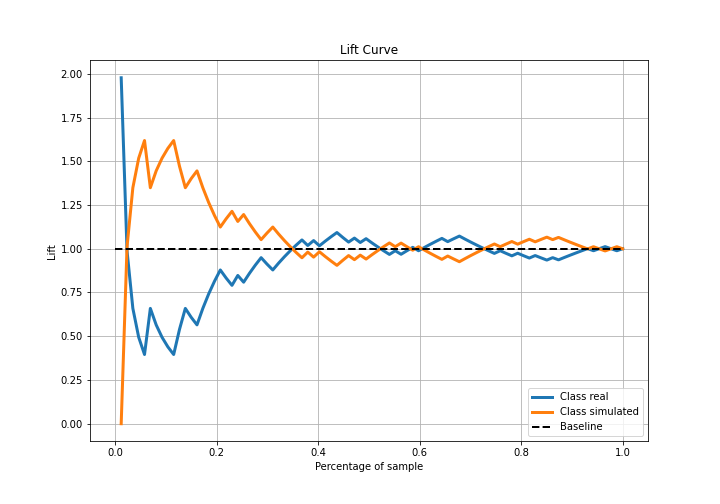 Lift Curve
2.00
1.75
1.50
1.25
1.00
0.75
0.50
0.25
0.00
Lift
0.0 0.2 0.4 0.6 0.8 1.0
Percentage of sample
Class real
Class simulated
Baseline